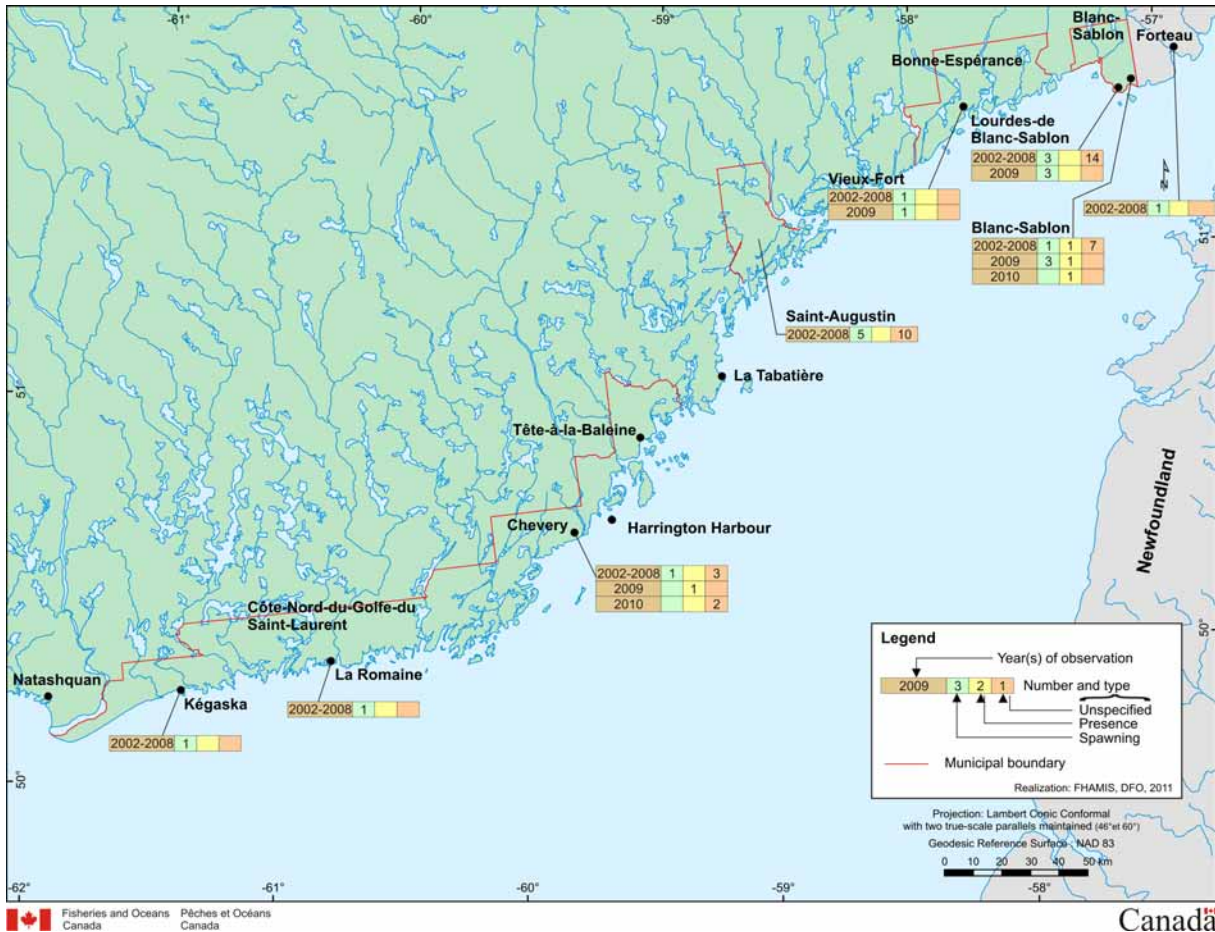 -61°
-60°
-59°
-58°
-57°
Blanc-
Sablon
Forteau
Bonne-Espérance
Lourdes-de
Blanc-Sablon
2002-2008 3 14
2009 3
Vieux-Fort
2002-2008 1
2009 1
N
2002-2008 1
51°
Blanc-Sablon
2002-2008 1 1 7
2009 3 1
2010 1
Saint-Augustin
2002-2008 5 10
La Tabatière
51
Tête-à-la-Baleine
Newfoundland
Chevery
Harrington Harbour
2002-2008 1 3
2009 1
2010 2
Côte-Nord-du-Golfe-du
Saint-Laurent
50°
Natashquan
Kégaska
La Romaine
2002-2008 1
2002-2008 1
50°
Legend
Year(s) of observation
2009 3 2 1 Number and type
Unspecified
Presence
Spawning
Municipal boundary
Realization: FHAMIS, DFO, 2011
Projection: Lambert Conic Conformal
with two true-scale parallels maintained (46°et 60°)
Geodesic Reference Surface : NAD 83
0 10 20 30 40 50 km
-62°
-61°
-60°
-59°
-58°
Fisheries and Oceans Pêches et Océans
Canada Canada
Canada